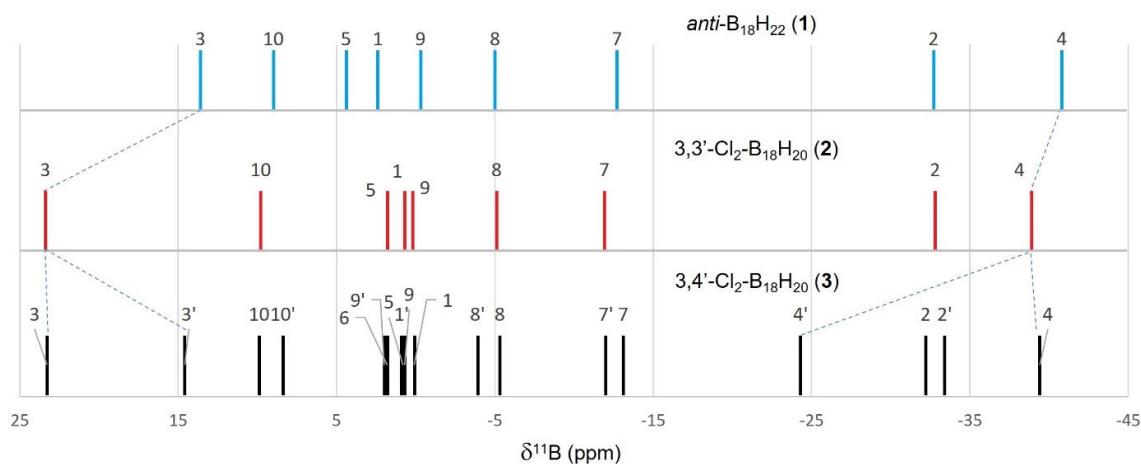 anti-B₁₈H₂₂ (1)
3 10 5 1 9 8 7 2 4
3,3'-Cl₂-B₁₈H₂₀ (2)
3 10 5 1 9 8 7 2 4
3,4'-Cl₂-B₁₈H₂₀ (3)
3 3' 10 10' 9' 6 5 1' 9 1 8' 8 7' 7 4' 2 2' 4
25 15 5 -5 -15 -25 -35 -45
δ¹¹B (ppm)